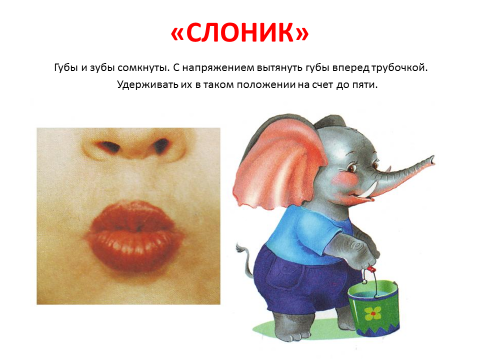 «СЛОНИК»
Губы и зубы сомкнуты. С напряжением вытянуть губы вперед трубочкой.
Удерживать их в таком положении на счет до пяти.